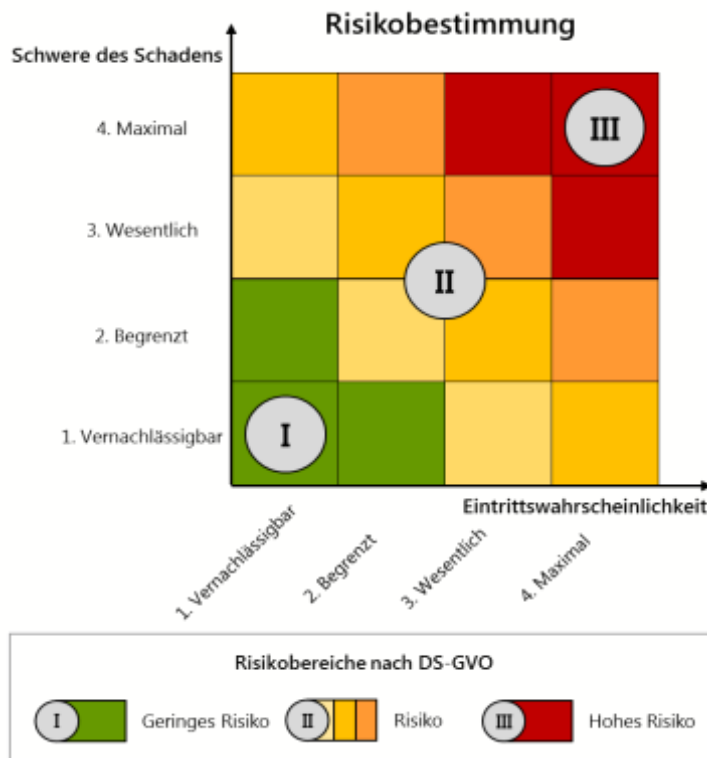 Risikobestimmung
Schwere des Schadens
4. Maximal
III
3. Wesentlich
II
2. Begrenzt
1. Vernachlässigbar
I
Eintrittswahrscheinlichkeit
1. Vernachlässigbar
2. Begrenzt
3. Wesentlich
4. Maximal
Risikobereiche nach DS-GVO
I Geringes Risiko II Risiko III Hohes Risiko